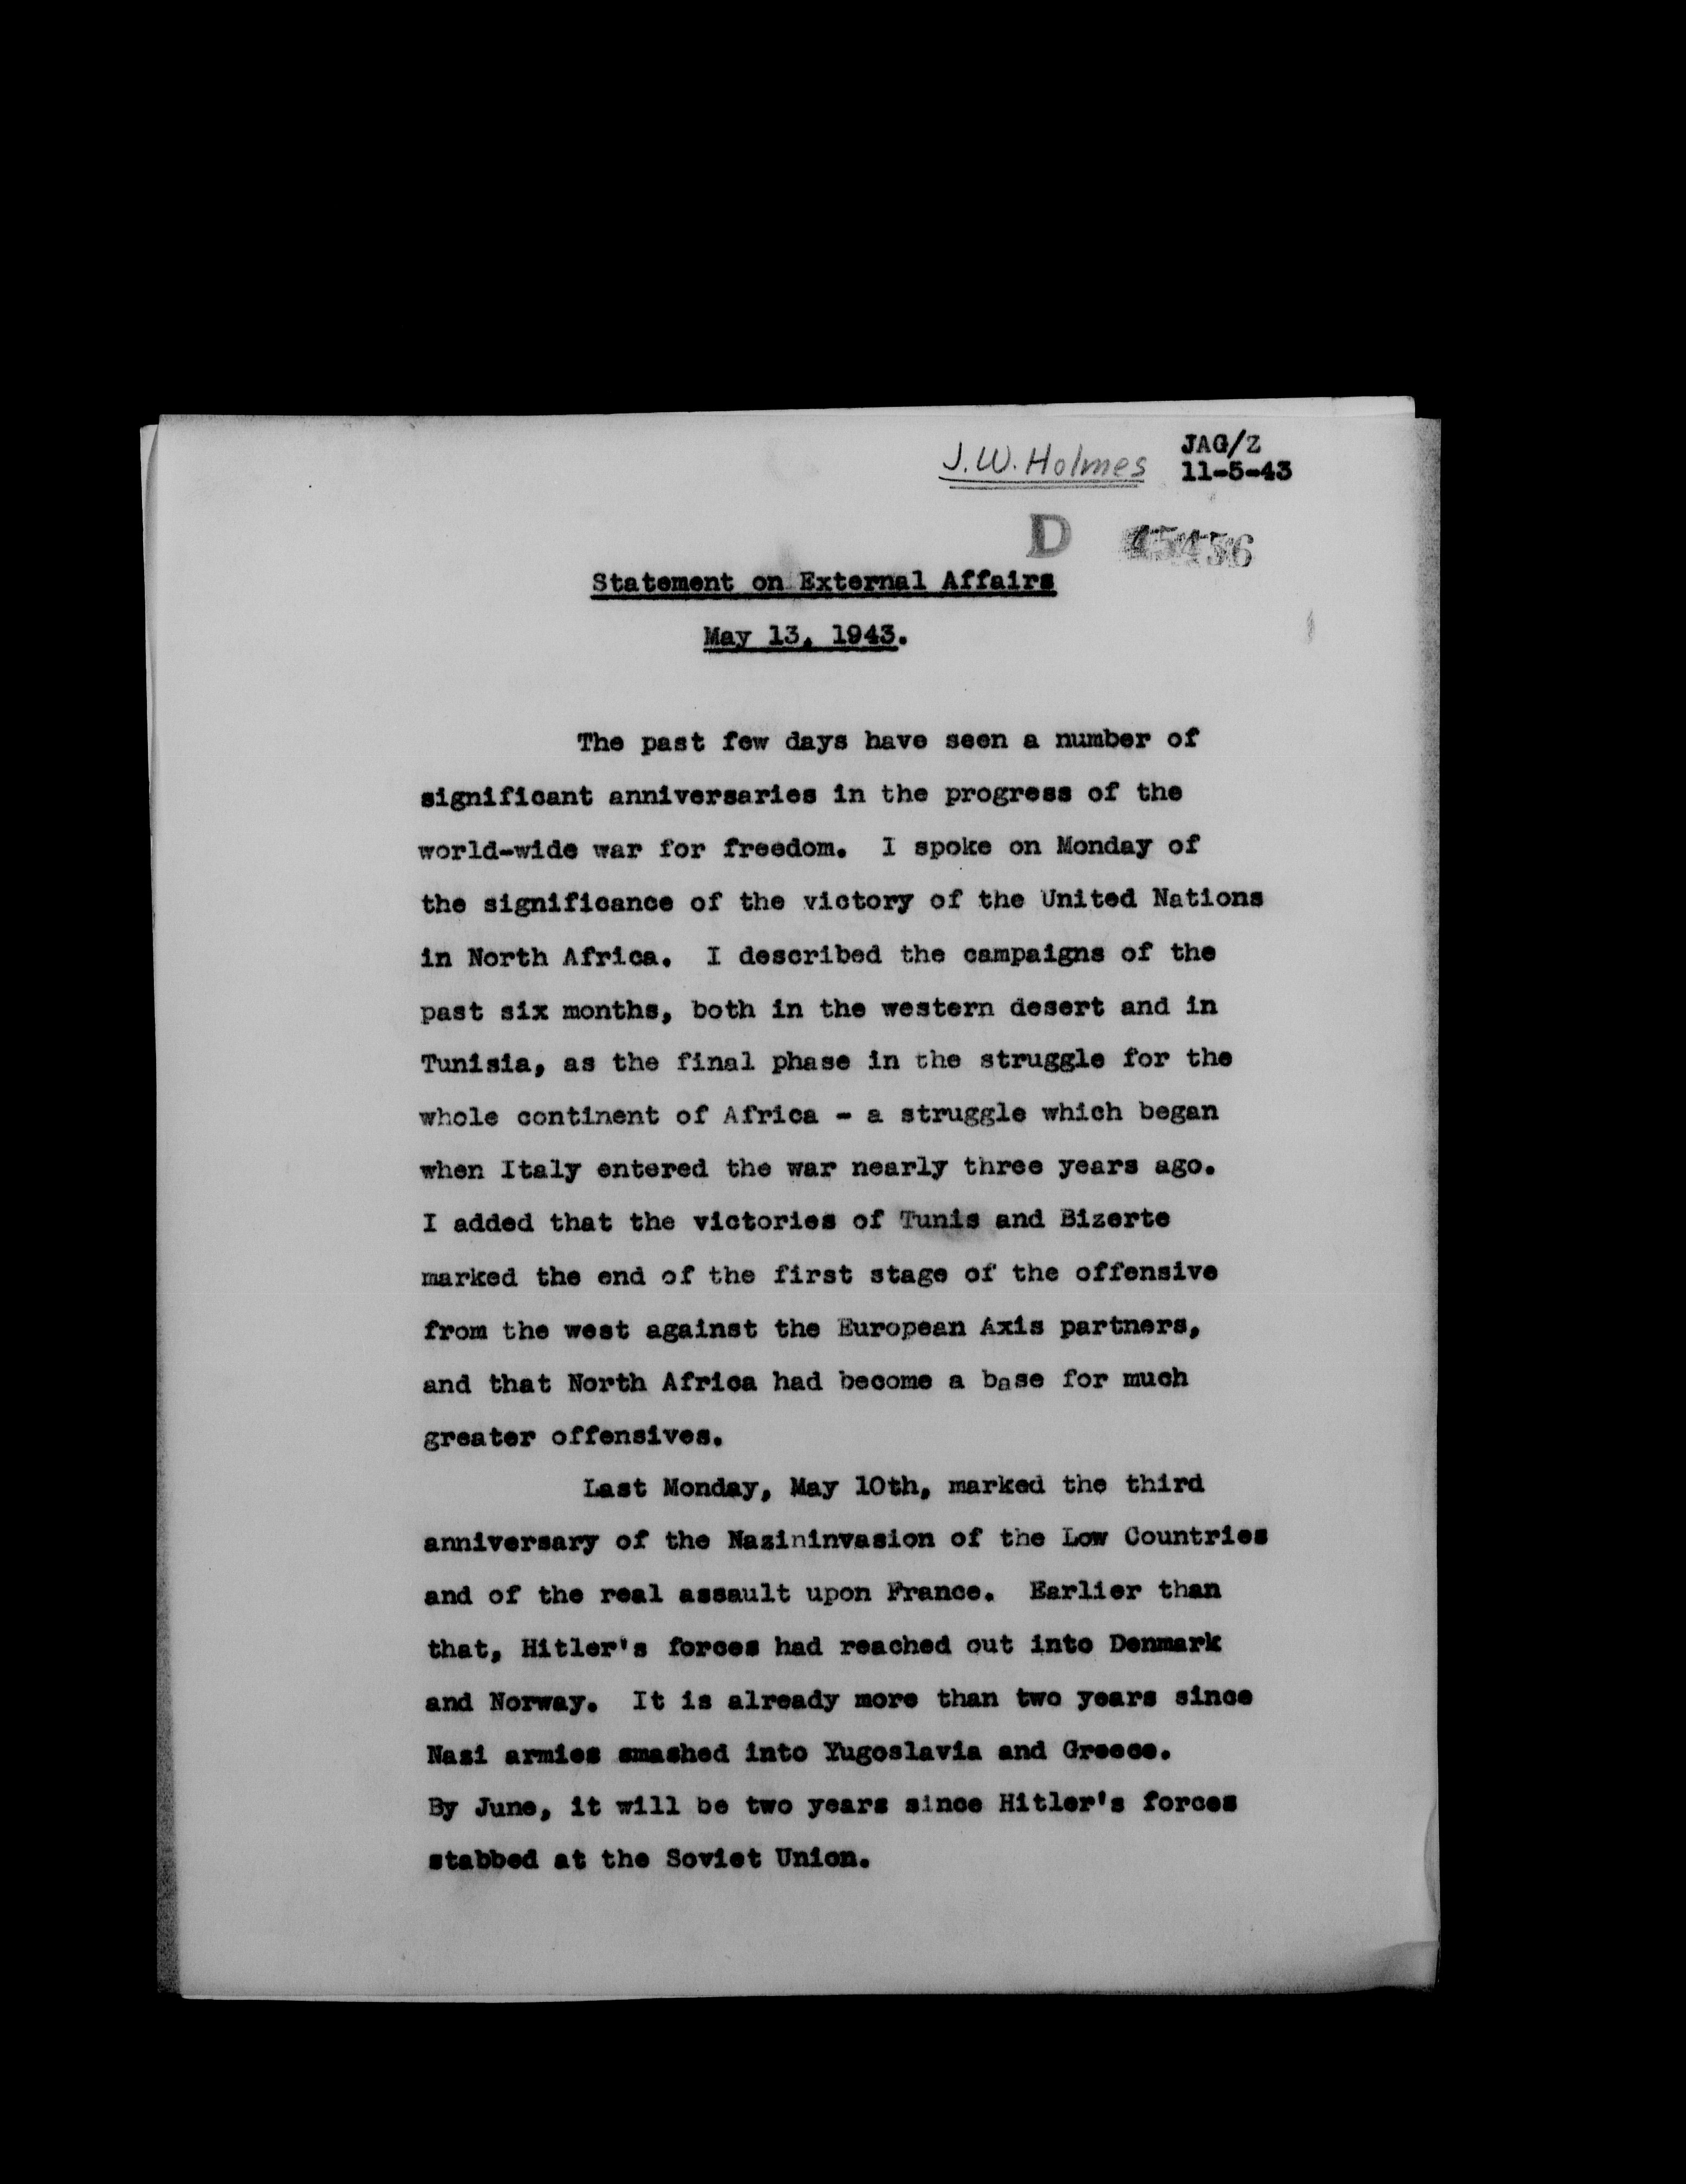 J.W. Holmes
JAG/Z
11-5-43
D
Statement on External Affairs
May 13, 1943.
The past few days have seen a number of
significant anniversaries in the progress of the
world-wide war for freedom. I spoke on Monday of
the significance of the victory of the United Nations
in North Africa. I described the campaigns of the
past six months, both in the western desert and in
Tunisia, as the final phase in the struggle for the
whole continent of Africa - a struggle which began
when Italy entered the war nearly three years ago.
I added that the victories of Tunis and Bizerte
marked the end of the first stage of the offensive
from the west against the European Axis partners,
and that North Africa had become a base for much
greater offensives.
Last Monday, May 10th, marked the third
anniversary of the Nazininvasion of the Low Countries
and of the real assault upon France. Earlier than
that, Hitler's forces had reached out into Denmark
and Norway. It is already more than two years since
Nazi armies smashed into Yugoslavia and Greece.
By June, it will be two years since Hitler's forces
stabbed at the Soviet Union.